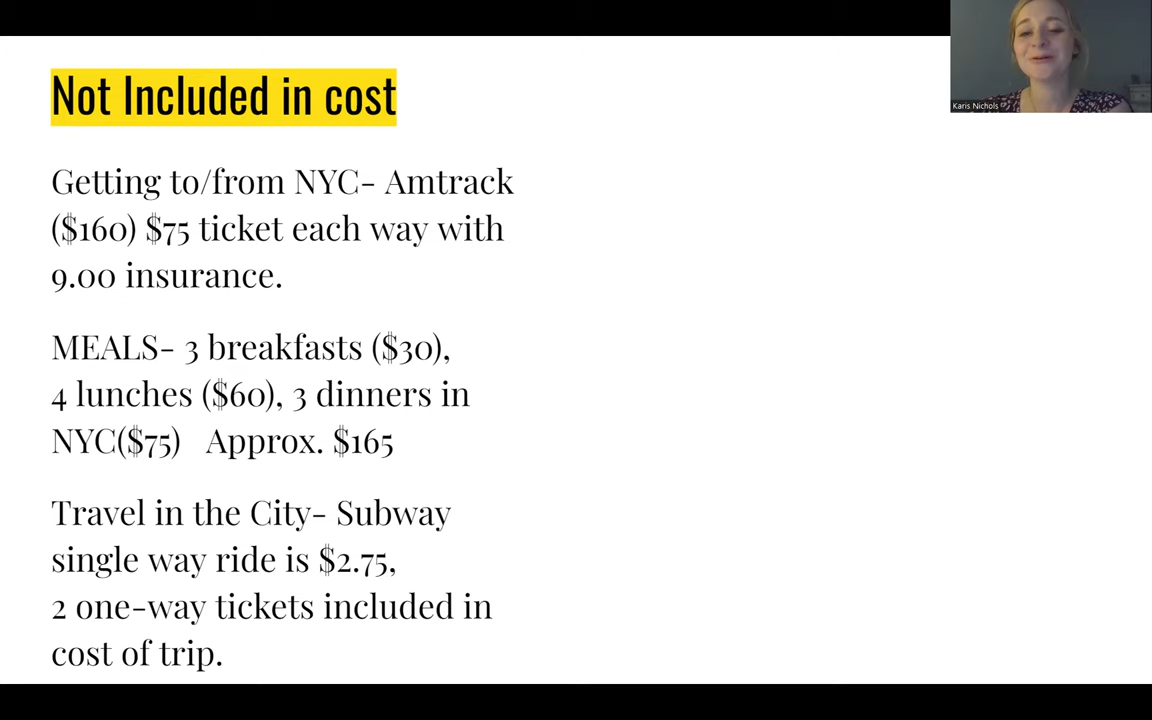 Not Included in cost
Getting to/from NYC- Amtrack
($160) $75 ticket each way with
9.00 insurance.
MEALS- 3 breakfasts ($30),
4 lunches ($60), 3 dinners in
NYC($75) Approx. $165
Travel in the City- Subway
single way ride is $2.75,
2 one-way tickets included in
cost of trip.
Karis Nichols